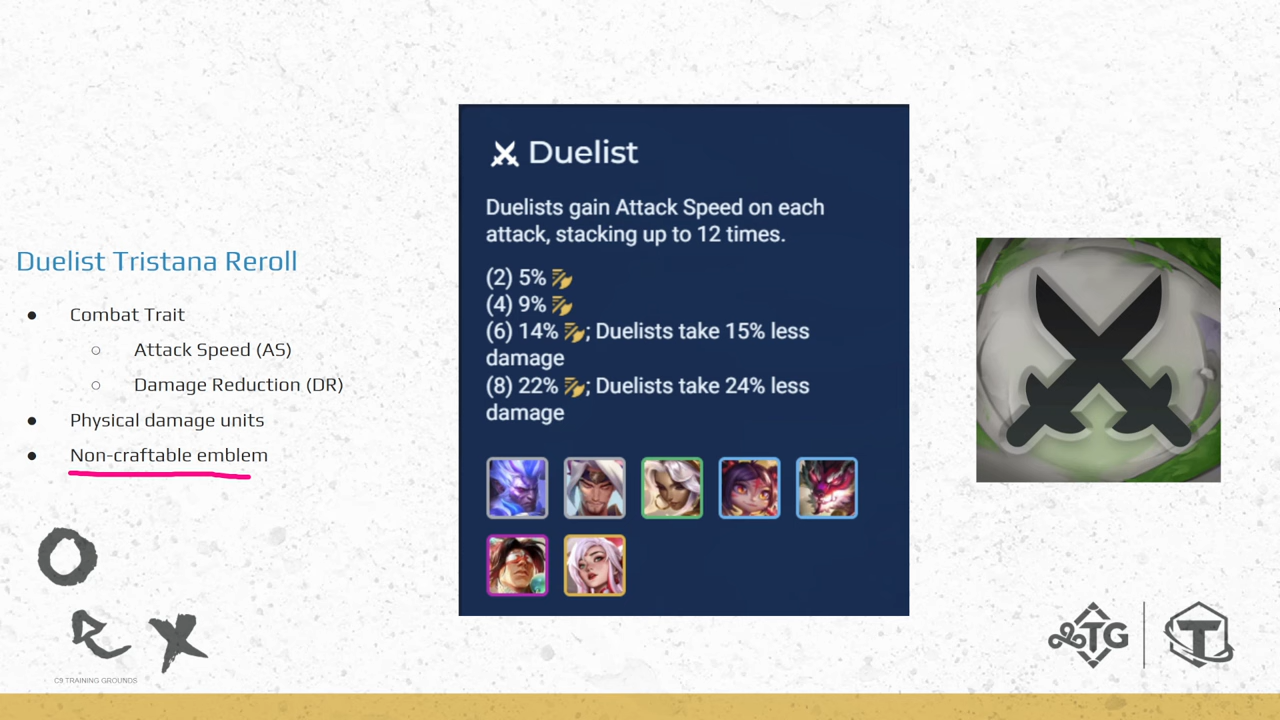 Duelist Tristana Reroll
Combat Trait
Attack Speed (AS)
Damage Reduction (DR)
Physical damage units
Non-craftable emblem
Duelist
Duelists gain Attack Speed on each
attack, stacking up to 12 times.
(2) 5%
(4) 9%
(6) 14% ; Duelists take 15% less
damage
(8) 22% ; Duelists take 24% less
damage
C9 TRAINING GROUNDS
TG
T